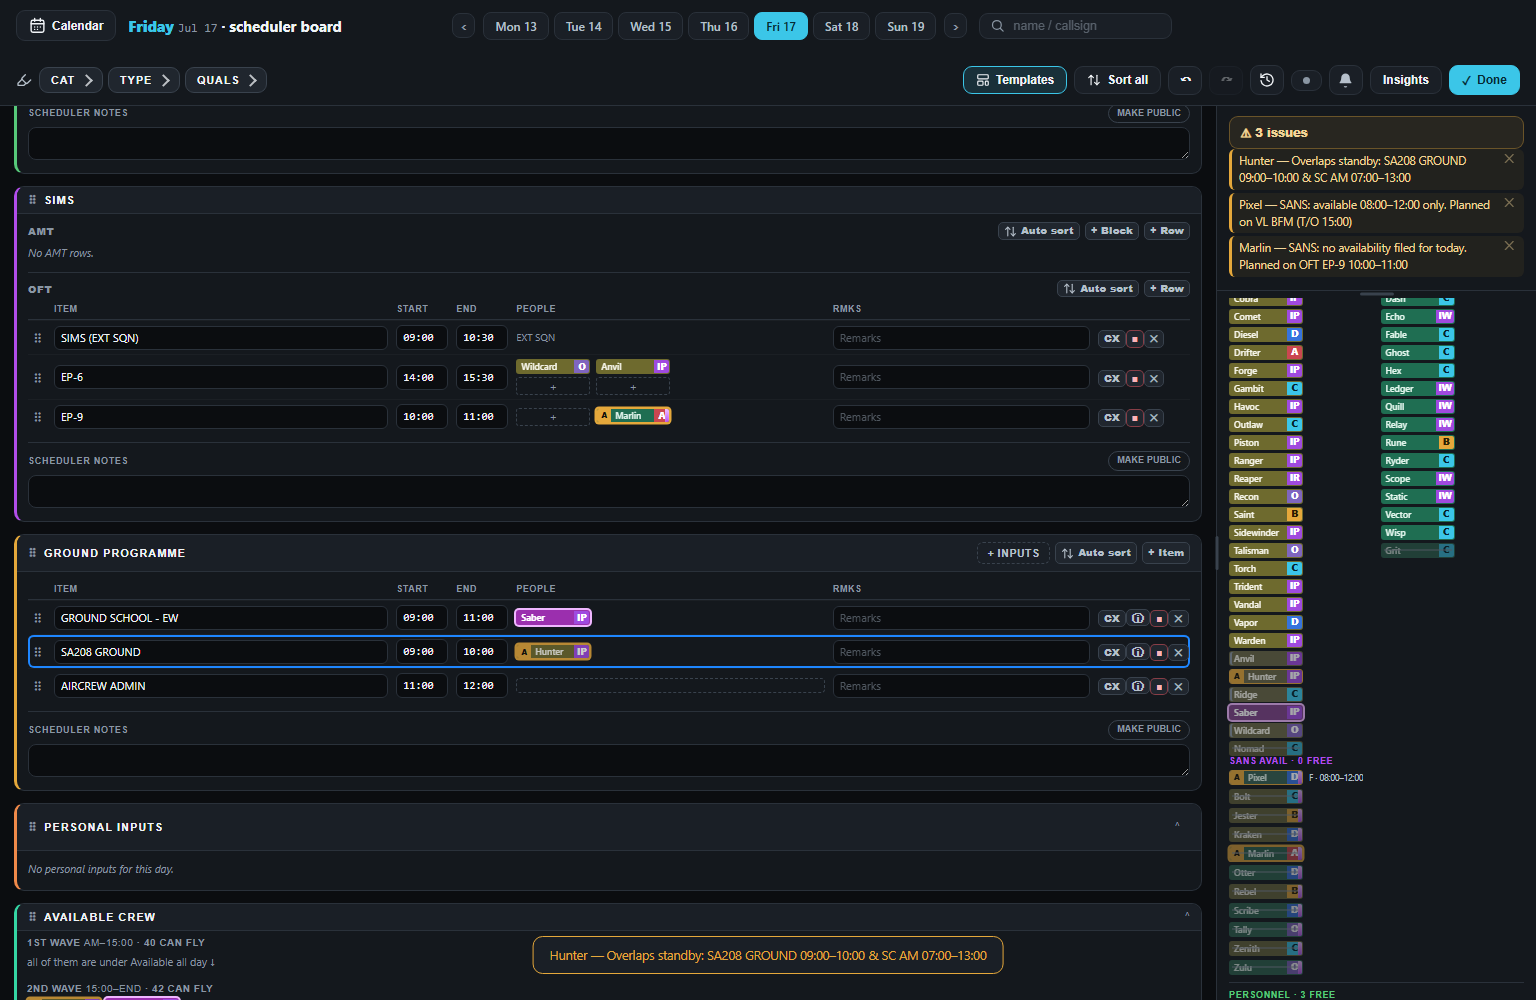 Calendar
Friday Jul 17 · scheduler board
‹ Mon 13 Tue 14 Wed 15 Thu 16 Fri 17 Sat 18 Sun 19 ›
name / callsign
CAT TYPE QUALS
Templates Sort all Insights ✓ Done
SCHEDULER NOTES MAKE PUBLIC
SIMS
AMT Auto sort + Block + Row
No AMT rows.
OFT Auto sort + Row
ITEM START END PEOPLE RMKS
SIMS (EXT SQN) 09:00 10:30 EXT SQN Remarks CX
EP-6 14:00 15:30 Wildcard O Anvil IP Remarks CX
+ +
EP-9 10:00 11:00 + A Marlin A Remarks CX
SCHEDULER NOTES MAKE PUBLIC
GROUND PROGRAMME + INPUTS Auto sort + Item
ITEM START END PEOPLE RMKS
GROUND SCHOOL - EW 09:00 11:00 Saber IP Remarks CX
SA208 GROUND 09:00 10:00 A Hunter IP Remarks CX
AIRCREW ADMIN 11:00 12:00 Remarks CX
SCHEDULER NOTES MAKE PUBLIC
PERSONAL INPUTS
No personal inputs for this day.
AVAILABLE CREW
1ST WAVE AM–15:00 · 40 CAN FLY
all of them are under Available all day ↓
2ND WAVE 15:00–END · 42 CAN FLY
Hunter — Overlaps standby: SA208 GROUND 09:00–10:00 & SC AM 07:00–13:00
⚠ 3 issues
Hunter — Overlaps standby: SA208 GROUND
09:00–10:00 & SC AM 07:00–13:00
Pixel — SANS: available 08:00–12:00 only. Planned
on VL BFM (T/O 15:00)
Marlin — SANS: no availability filed for today.
Planned on OFT EP-9 10:00–11:00
Cobra IP
Comet IP
Diesel D
Drifter A
Forge IP
Gambit C
Havoc IP
Outlaw C
Piston IP
Ranger IP
Reaper IR
Recon O
Saint B
Sidewinder IP
Talisman O
Torch C
Trident IP
Vandal IP
Vapor D
Warden IP
Anvil IP
A Hunter IP
Ridge C
Saber IP
Wildcard O
Nomad C
Dash C
Echo IW
Fable C
Ghost C
Hex C
Ledger IW
Quill IW
Relay IW
Rune B
Ryder C
Scope IW
Static IW
Vector C
Wisp C
Grit C
SANS AVAIL · 0 FREE
A Pixel D F · 08:00–12:00
Bolt C
Jester B
Kraken D
A Marlin A
Otter D
Rebel B
Scribe D
Tally O
Zenith C
Zulu O
PERSONNEL · 3 FREE